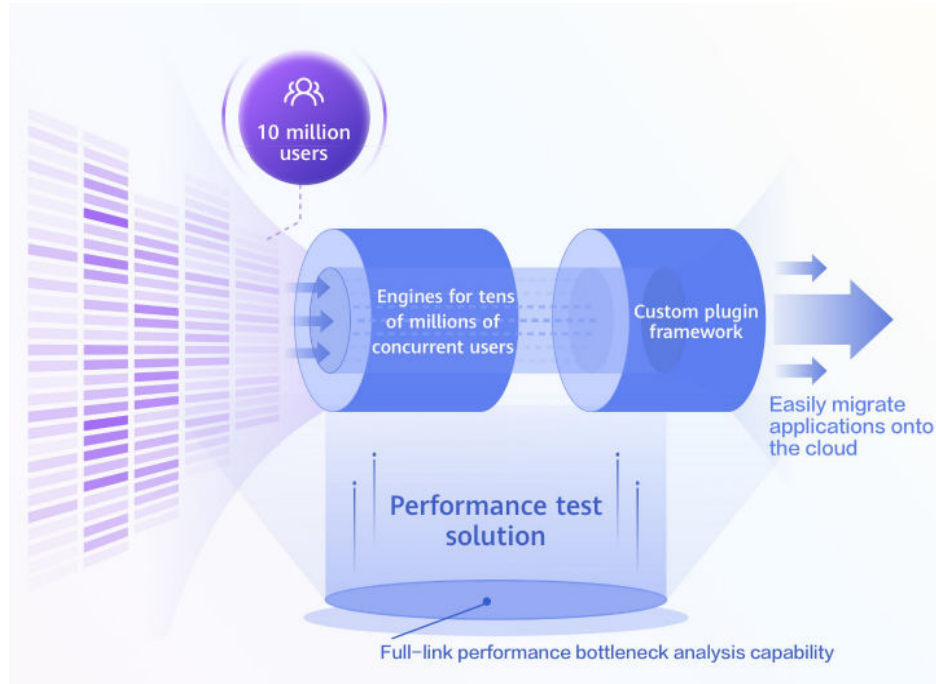 10 million
users
Engines for tens
of millions of
concurrent users
Custom plugin
framework
Easily migrate
applications onto
the cloud
Performance test
solution
Full-link performance bottleneck analysis capability